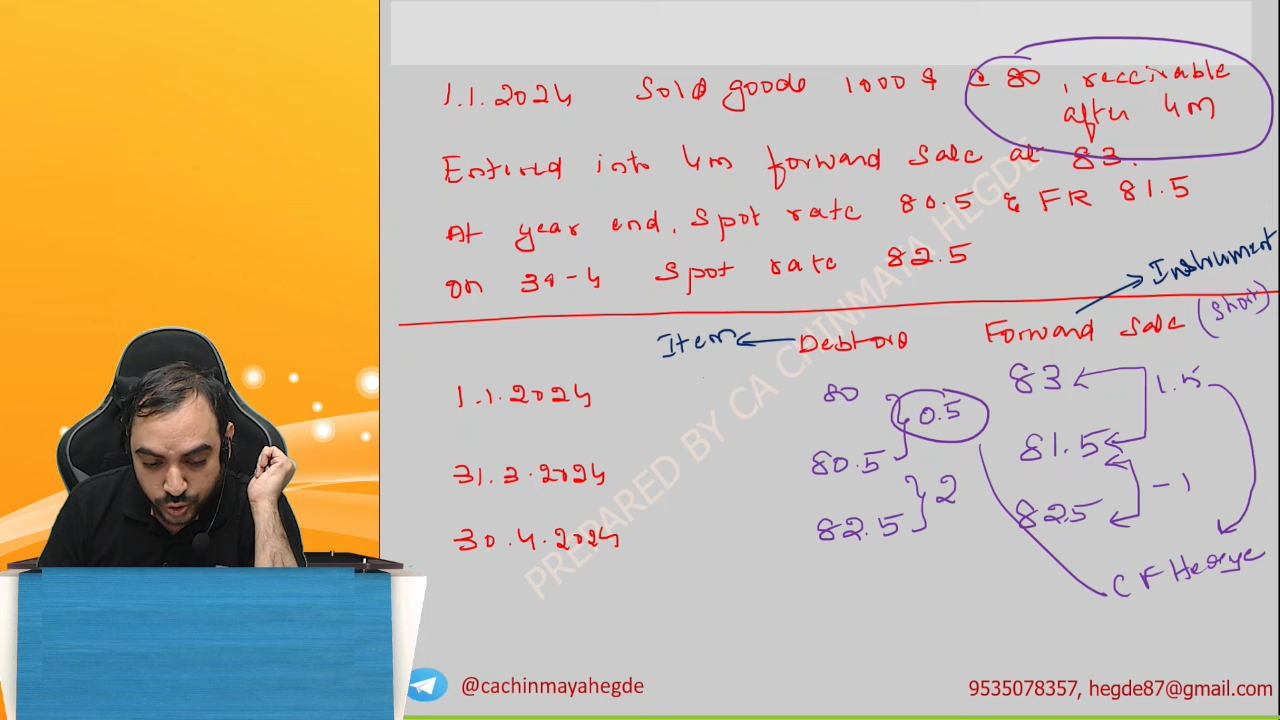 1.1.2024 Sold goods 1000 $ @ 80, receivable
after 4m
Entered into 4m forward sale at 83.
At year end, spot rate 80.5 & FR 81.5
on 30-4 spot rate 82.5
Instrument
Item ← Debtors Forward Sale (short)
1.1.2024 80 83 1.5
0.5
31.3.2024 80.5 81.5
2 -1
30.4.2024 82.5 82.5
CF Hedge
PREPARED BY CA CHINMAYA HEGDE
@cachinmayahegde
9535078357, hegde87@gmail.com